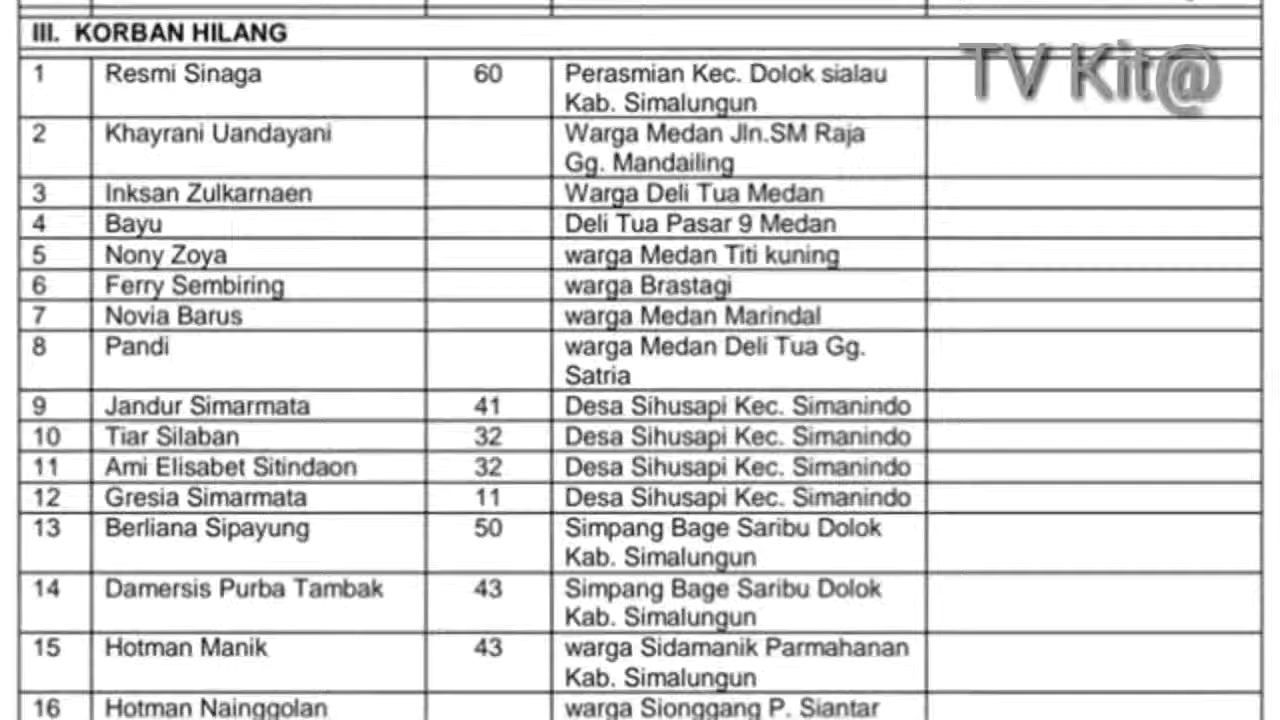 III. KORBAN HILANG
TV Kit@
1 Resmi Sinaga 60 Perasmian Kec. Dolok sialau
Kab. Simalungun
2 Khayrani Uandayani Warga Medan Jln.SM Raja
Gg. Mandailing
3 Inksan Zulkarnaen Warga Deli Tua Medan
4 Bayu Deli Tua Pasar 9 Medan
5 Nony Zoya warga Medan Titi kuning
6 Ferry Sembiring warga Brastagi
7 Novia Barus warga Medan Marindal
8 Pandi warga Medan Deli Tua Gg.
Satria
9 Jandur Simarmata 41 Desa Sihusapi Kec. Simanindo
10 Tiar Silaban 32 Desa Sihusapi Kec. Simanindo
11 Ami Elisabet Sitindaon 32 Desa Sihusapi Kec. Simanindo
12 Gresia Simarmata 11 Desa Sihusapi Kec. Simanindo
13 Berliana Sipayung 50 Simpang Bage Saribu Dolok
Kab. Simalungun
14 Damersis Purba Tambak 43 Simpang Bage Saribu Dolok
Kab. Simalungun
15 Hotman Manik 43 warga Sidamanik Parmahanan
Kab. Simalungun
16 Hotman Nainggolan warga Sionggang P. Siantar